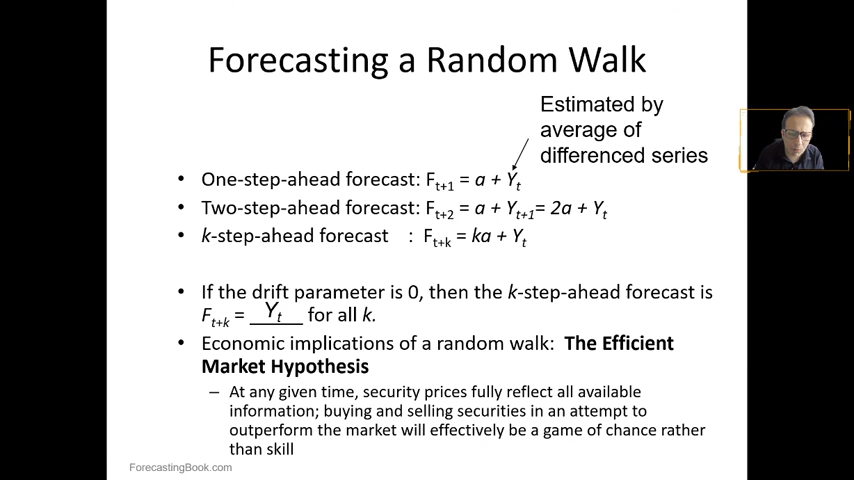 Forecasting a Random Walk
Estimated by
average of
differenced series
• One-step-ahead forecast: Ft+1 = a + Yt
• Two-step-ahead forecast: Ft+2 = a + Yt+1= 2a + Yt
• k-step-ahead forecast : Ft+k = ka + Yt
• If the drift parameter is 0, then the k-step-ahead forecast is
Ft+k = __Yt__ for all k.
• Economic implications of a random walk: The Efficient
Market Hypothesis
– At any given time, security prices fully reflect all available
information; buying and selling securities in an attempt to
outperform the market will effectively be a game of chance rather
than skill
ForecastingBook.com